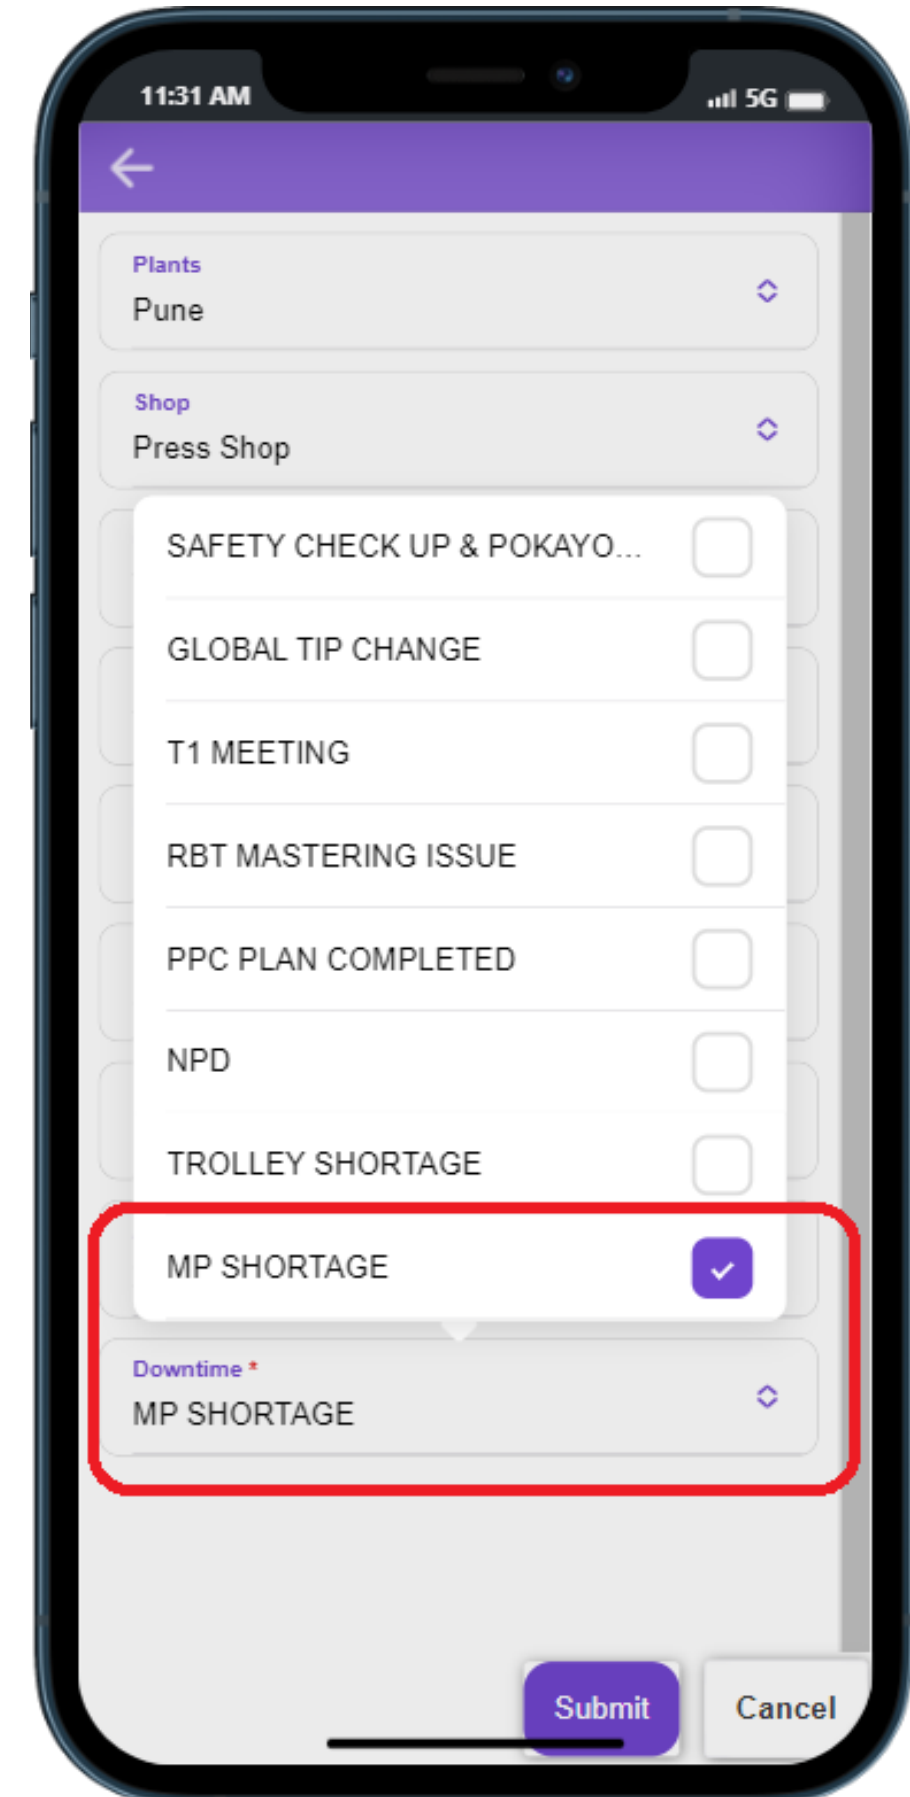 11:31 AM
5G
Plants
Pune
Shop
Press Shop
SAFETY CHECK UP & POKAYO...
GLOBAL TIP CHANGE
T1 MEETING
RBT MASTERING ISSUE
PPC PLAN COMPLETED
NPD
TROLLEY SHORTAGE
MP SHORTAGE
Downtime *
MP SHORTAGE
Submit
Cancel